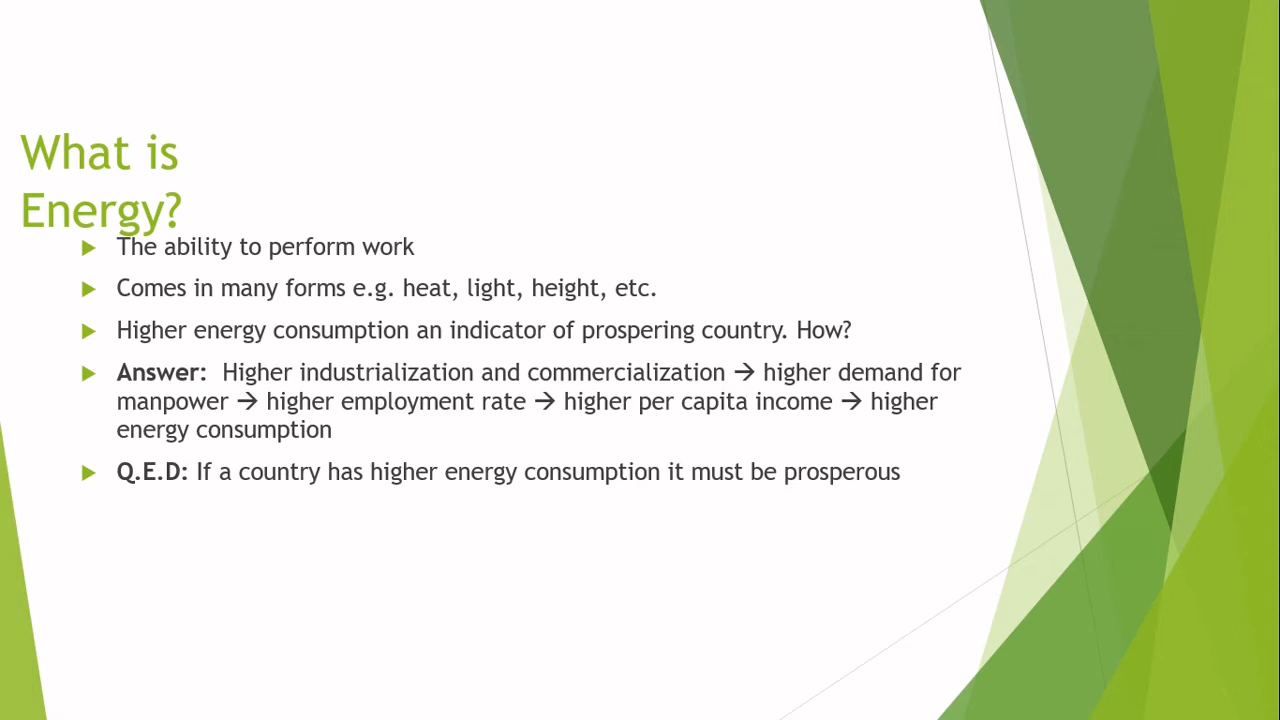 What is
Energy?
The ability to perform work
Comes in many forms e.g. heat, light, height, etc.
Higher energy consumption an indicator of prospering country. How?
Answer: Higher industrialization and commercialization → higher demand for
manpower → higher employment rate → higher per capita income → higher
energy consumption
Q.E.D: If a country has higher energy consumption it must be prosperous